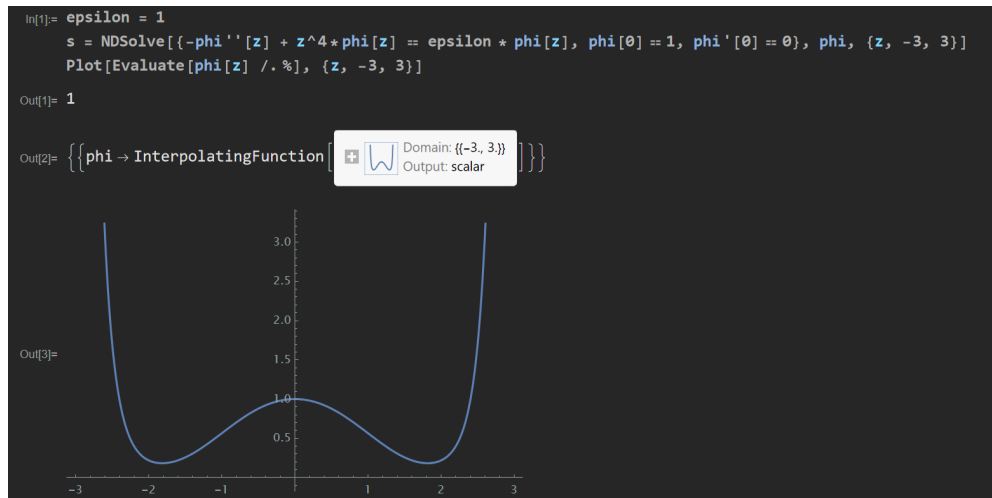 In[1]:= epsilon = 1
s = NDSolve[{-phi''[z] + z^4*phi[z] == epsilon * phi[z], phi[0] == 1, phi'[0] == 0}, phi, {z, -3, 3}]
Plot[Evaluate[phi[z] /. %], {z, -3, 3}]
Out[1]= 1
Out[2]= {{phi → InterpolatingFunction[ Domain: {{-3., 3.}} ]}}
Output: scalar
3.0
2.5
2.0
Out[3]= 1.5
1.0
0.5
-3 -2 -1 1 2 3